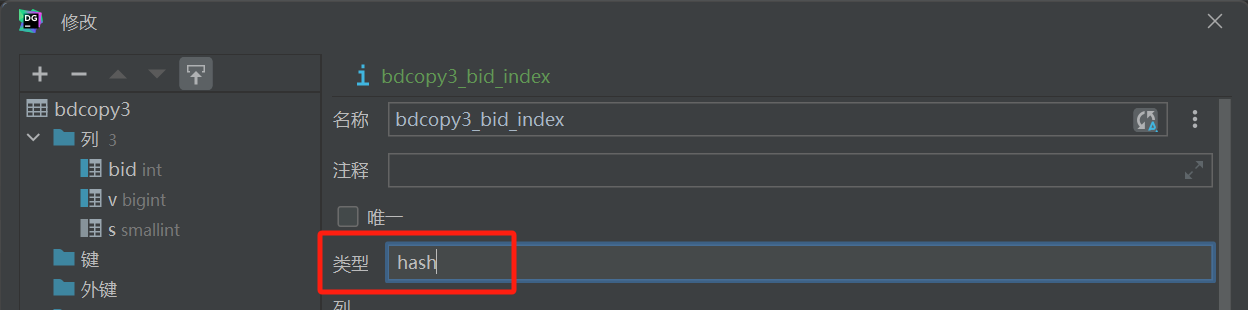 DG
修改
bdcopy3
列 3
bid int
v bigint
s smallint
键
外键
bdcopy3_bid_index
名称 bdcopy3_bid_index
注释
唯一
类型 hash
列